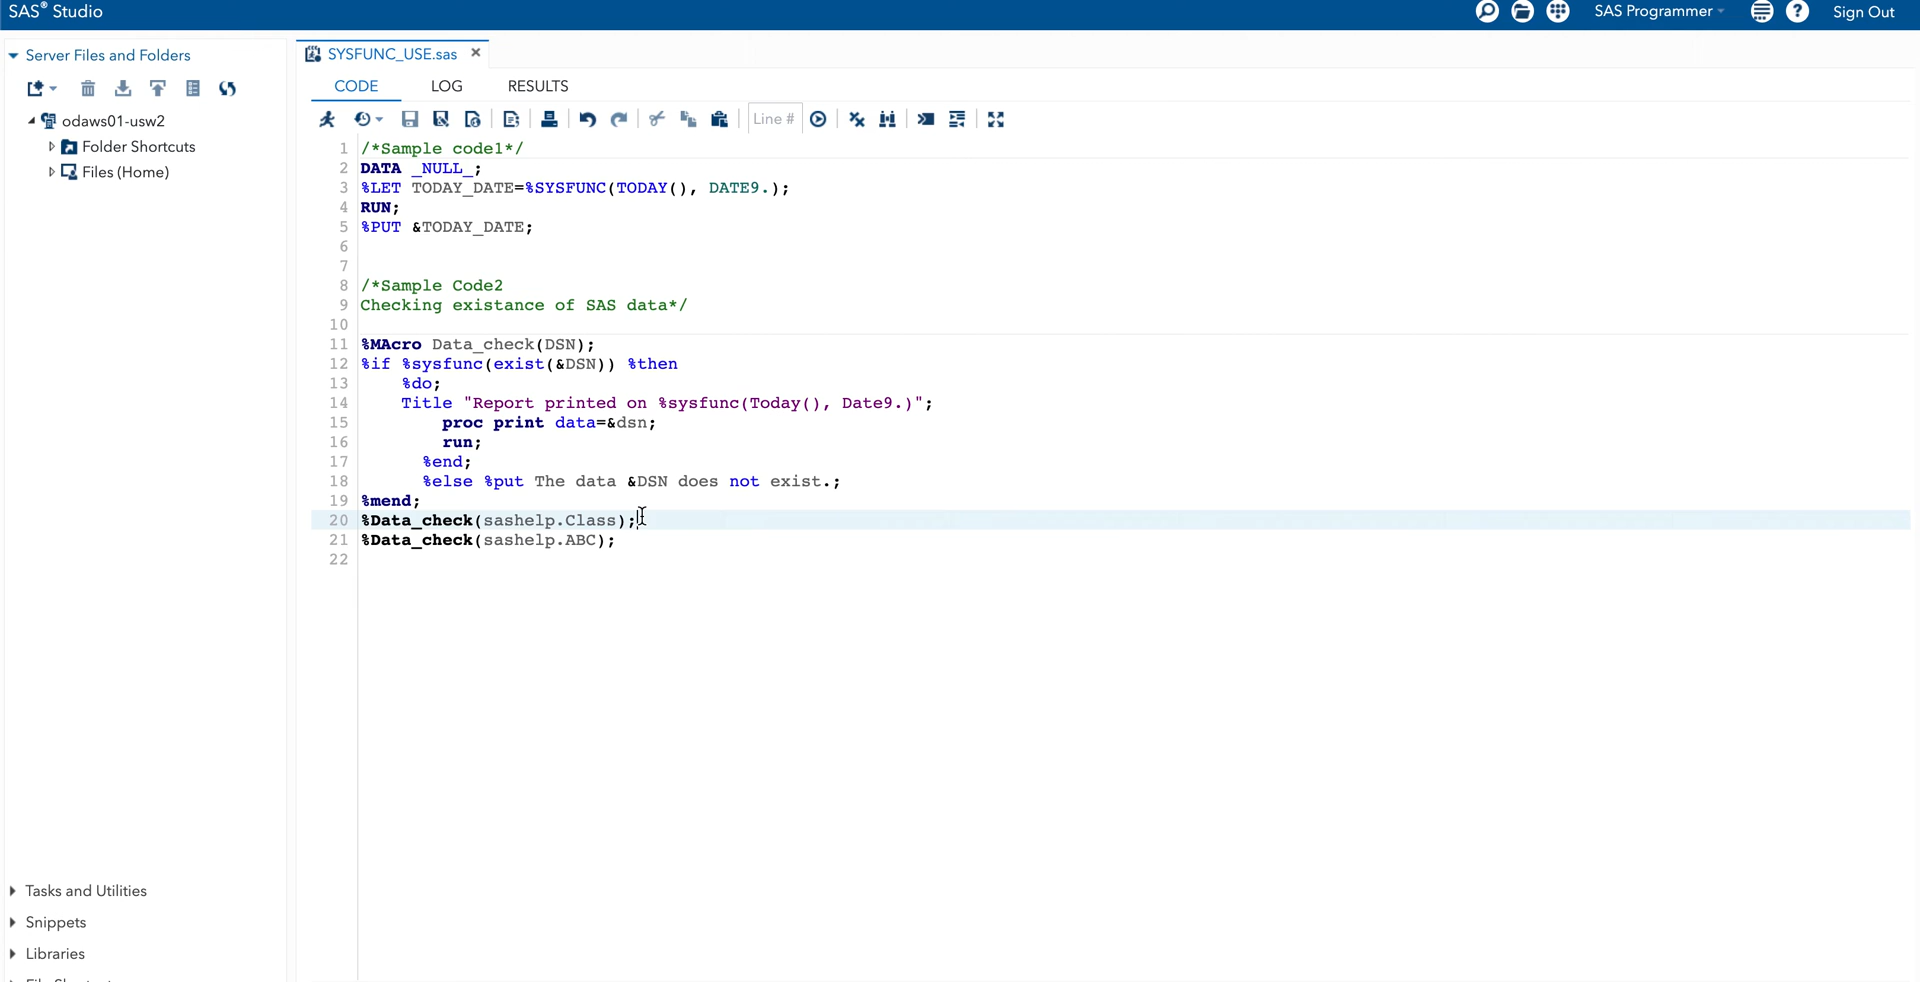 SAS® Studio
SAS Programmer
Sign Out
Server Files and Folders
odaws01-usw2
Folder Shortcuts
Files (Home)
Tasks and Utilities
Snippets
Libraries
SYSFUNC_USE.sas
CODE LOG RESULTS
Line #
1 /*Sample code1*/
2 DATA _NULL_;
3 %LET TODAY_DATE=%SYSFUNC(TODAY(), DATE9.);
4 RUN;
5 %PUT &TODAY_DATE;
6
7
8 /*Sample Code2
9 Checking existance of SAS data*/
10
11 %MAcro Data_check(DSN);
12 %if %sysfunc(exist(&DSN)) %then
13 %do;
14 Title "Report printed on %sysfunc(Today(), Date9.)";
15 proc print data=&dsn;
16 run;
17 %end;
18 %else %put The data &DSN does not exist.;
19 %mend;
20 %Data_check(sashelp.Class);
21 %Data_check(sashelp.ABC);
22